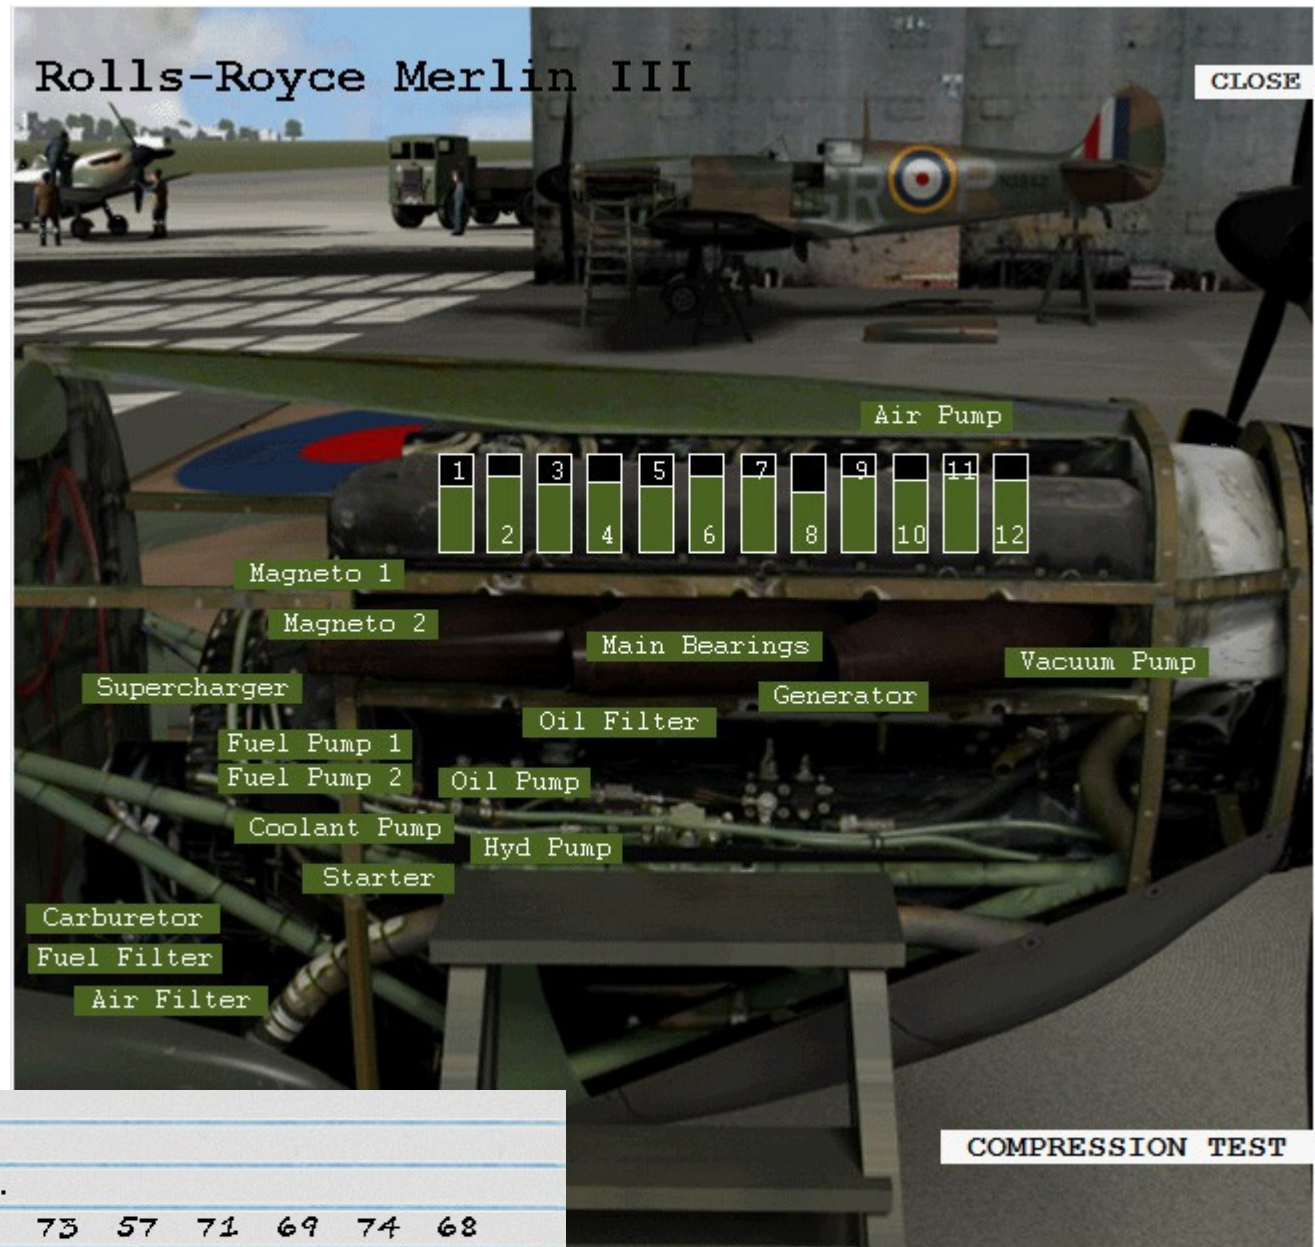 Rolls-Royce Merlin III
CLOSE
Air Pump
1 2 3 4 5 6 7 8 9 10 11 12
Magneto 1
Magneto 2
Main Bearings
Vacuum Pump
Supercharger
Generator
Oil Filter
Fuel Pump 1
Fuel Pump 2
Oil Pump
Coolant Pump
Hyd Pump
Starter
Carburetor
Fuel Filter
Air Filter
COMPRESSION TEST
73 57 71 69 74 68